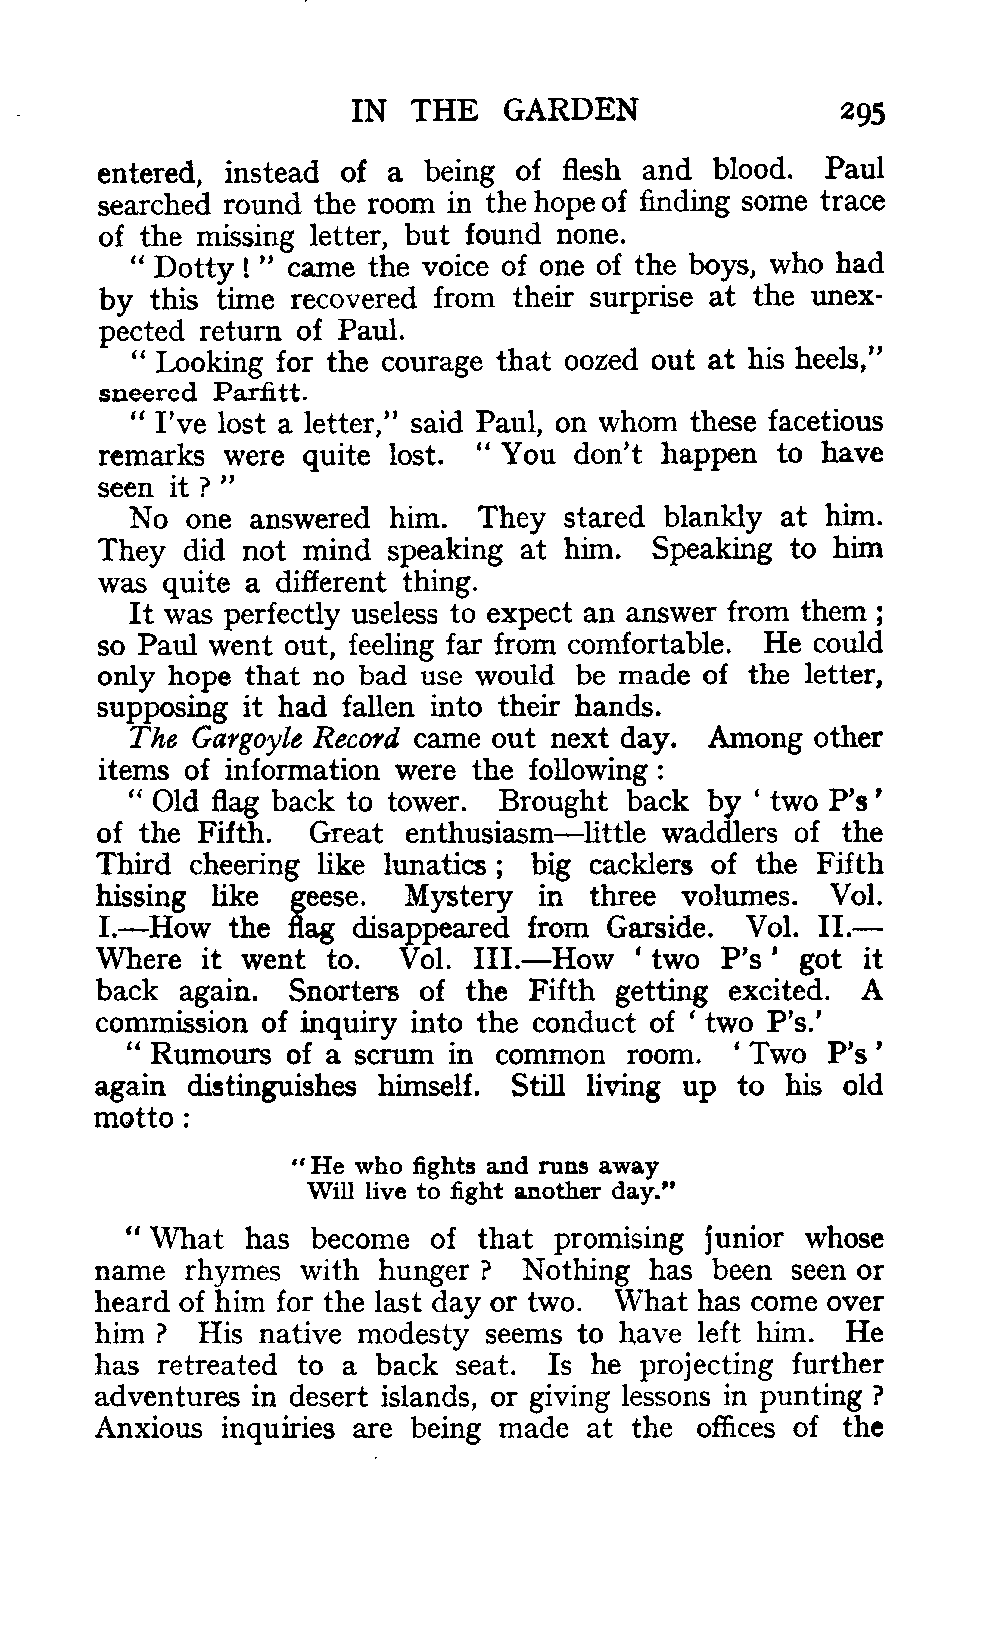 IN THE GARDEN 295
entered, instead of a being of flesh and blood. Paul
searched round the room in the hope of finding some trace
of the missing letter, but found none.
" Dotty ! " came the voice of one of the boys, who had
by this time recovered from their surprise at the unex-
pected return of Paul.
" Looking for the courage that oozed out at his heels,"
sneered Parfitt.
" I've lost a letter," said Paul, on whom these facetious
remarks were quite lost. " You don't happen to have
seen it ? "
No one answered him. They stared blankly at him.
They did not mind speaking at him. Speaking to him
was quite a different thing.
It was perfectly useless to expect an answer from them ;
so Paul went out, feeling far from comfortable. He could
only hope that no bad use would be made of the letter,
supposing it had fallen into their hands.
The Gargoyle Record came out next day. Among other
items of information were the following :
" Old flag back to tower. Brought back by ' two P's '
of the Fifth. Great enthusiasm—little waddlers of the
Third cheering like lunatics ; big cacklers of the Fifth
hissing like geese. Mystery in three volumes. Vol.
I.—How the flag disappeared from Garside. Vol. II.—
Where it went to. Vol. III.—How ' two P's ' got it
back again. Snorters of the Fifth getting excited. A
commission of inquiry into the conduct of ' two P's.'
" Rumours of a scrum in common room. ' Two P's '
again distinguishes himself. Still living up to his old
motto :
" He who fights and runs away
Will live to fight another day."
" What has become of that promising junior whose
name rhymes with hunger ? Nothing has been seen or
heard of him for the last day or two. What has come over
him ? His native modesty seems to have left him. He
has retreated to a back seat. Is he projecting further
adventures in desert islands, or giving lessons in punting ?
Anxious inquiries are being made at the offices of the